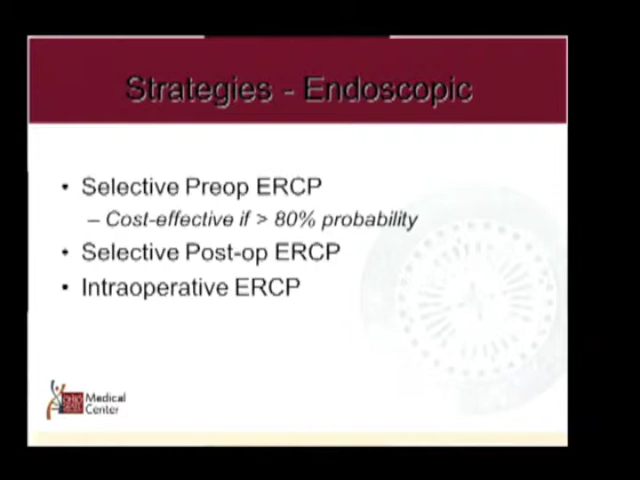 Strategies - Endoscopic
• Selective Preop ERCP
– Cost-effective if > 80% probability
• Selective Post-op ERCP
• Intraoperative ERCP
OHIO
STATE
Medical
Center